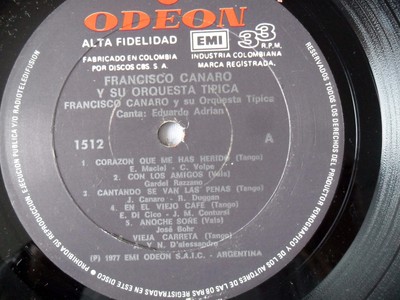 ODEON
ALTA FIDELIDAD
EMI
33
R.P.M.
FABRICADO EN COLOMBIA
POR DISCOS CBS. S. A.
INDUSTRIA COLOMBIANA
MARCA REGISTRADA.
FRANCISCO CANARO
Y SU ORQUESTA TIPICA
FRANCISCO CANARO y su Orquesta Típica
Canta: Eduardo Adrian
1512
A
1. CORAZON QUE ME HAS HERIDO (Tango)
E. Maciel - C. Volpe
2. CON LOS AMIGOS (Vals)
Gardel Razzano
3. CANTANDO SE VAN LAS PENAS (Tango)
J. Canaro - R. Duggan
4. EN EL VIEJO CAFÉ (Tango)
E. Di Cico - J. M. Contursi
5. ANOCHE SOÑE (Vals)
José Bohr
VIEJA CARRETA (Tango)
Y N. D'alessandro
℗ 1977 EMI ODEON S.A.I.C. - ARGENTINA
RESERVADOS TODOS LOS DERECHOS DEL PRODUCTOR FONOGRAFICO Y DE LOS AUTORES DE LAS OBRAS REGISTRADAS EN ESTE DISCO
PROHIBIDA SU REPRODUCCION EJECUCION PUBLICA Y/O RADIOTELEDIFUSION